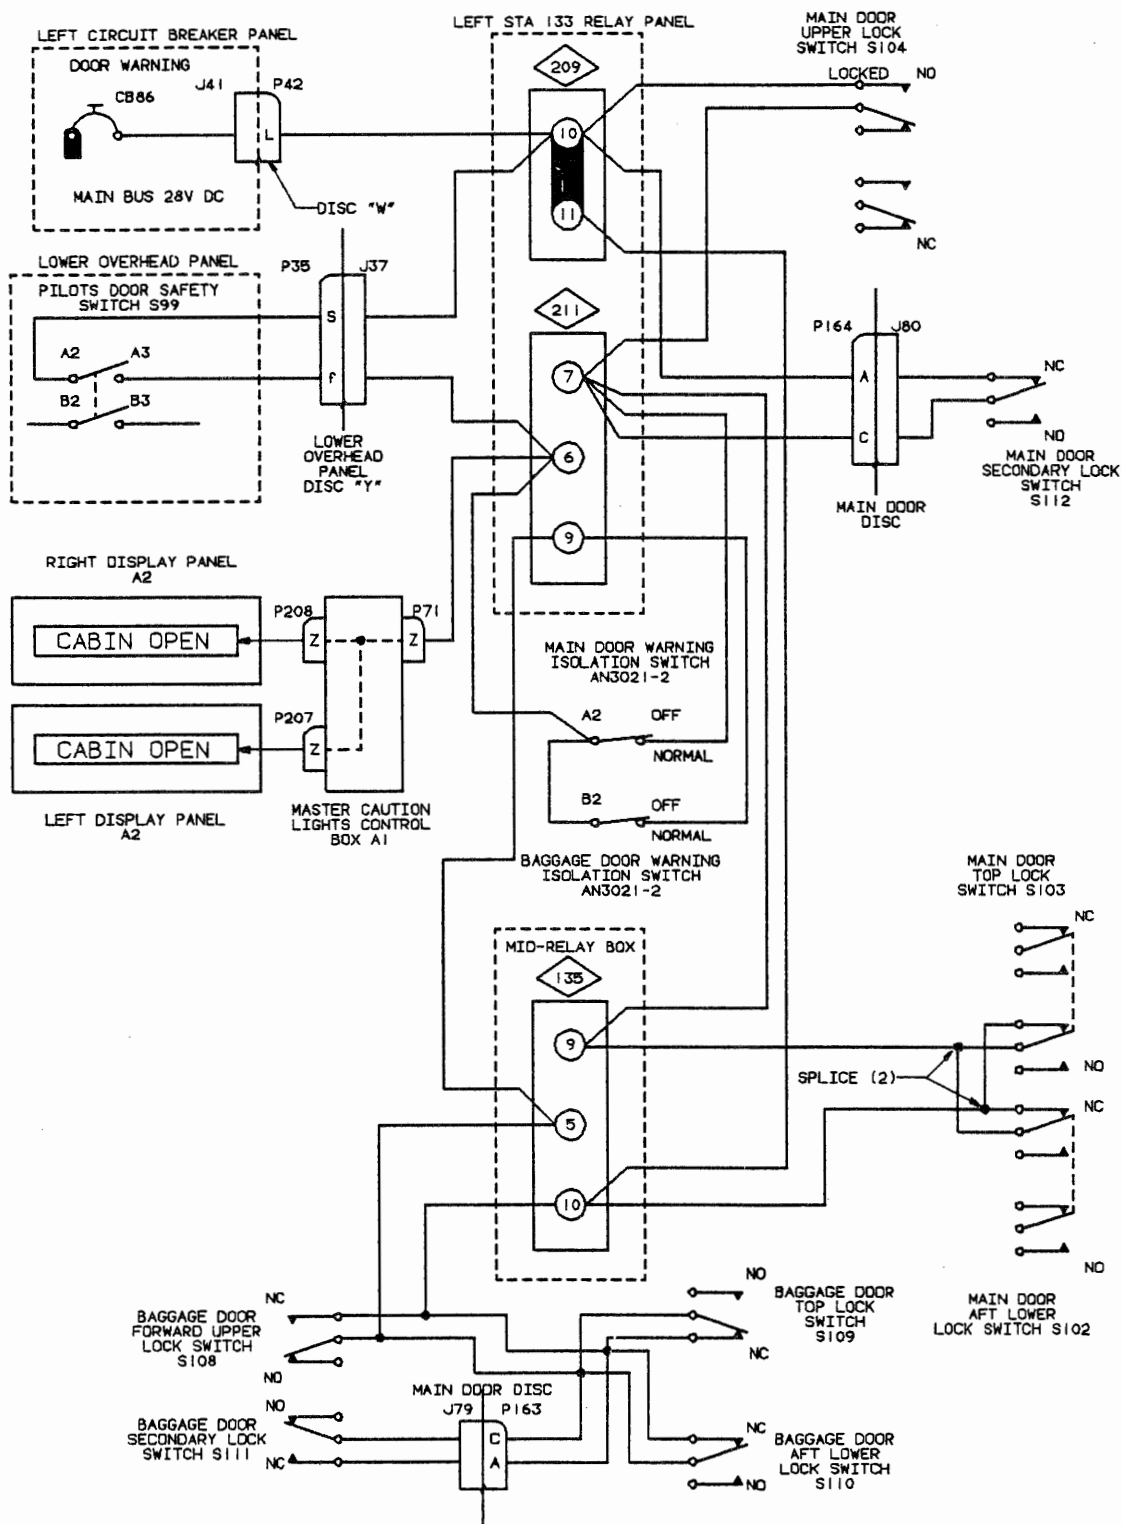 LEFT STA 133 RELAY PANEL
MAIN DOOR
UPPER LOCK
SWITCH S104
LEFT CIRCUIT BREAKER PANEL
DOOR WARNING
CB86
J41
P42
L
MAIN BUS 28V DC
DISC "W"
209
10
11
LOCKED
NO
NC
LOWER OVERHEAD PANEL
PILOTS DOOR SAFETY
SWITCH S99
A2
A3
B2
B3
P35
J37
S
f
LOWER
OVERHEAD
PANEL
DISC "Y"
211
7
6
9
P164
J80
A
C
MAIN DOOR
DISC
NC
NO
MAIN DOOR
SECONDARY LOCK
SWITCH
S112
RIGHT DISPLAY PANEL
A2
CABIN OPEN
P208
Z
P71
Z
CABIN OPEN
P207
Z
LEFT DISPLAY PANEL
A2
MASTER CAUTION
LIGHTS CONTROL
BOX A1
MAIN DOOR WARNING
ISOLATION SWITCH
AN3021-2
A2
OFF
NORMAL
B2
OFF
NORMAL
BAGGAGE DOOR WARNING
ISOLATION SWITCH
AN3021-2
MAIN DOOR
TOP LOCK
SWITCH S103
NC
NO
MID-RELAY BOX
135
9
5
10
SPLICE (2)
NC
NO
MAIN DOOR
AFT LOWER
LOCK SWITCH S102
NC
BAGGAGE DOOR
FORWARD UPPER
LOCK SWITCH
S108
NO
NO
BAGGAGE DOOR
TOP LOCK
SWITCH
S109
NC
MAIN DOOR DISC
J79
P163
C
A
NO
BAGGAGE DOOR
SECONDARY LOCK
SWITCH S111
NC
NC
BAGGAGE DOOR
AFT LOWER
LOCK SWITCH
S110
NO